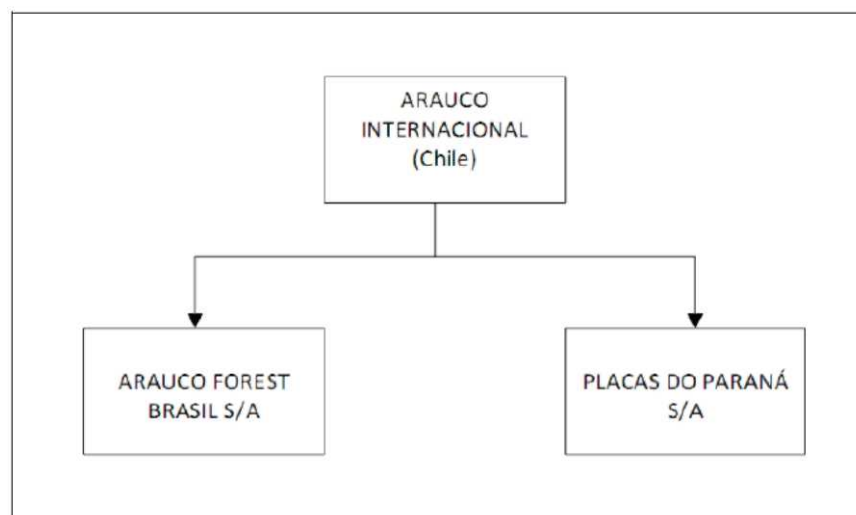 ARAUCO
INTERNACIONAL
(Chile)
ARAUCO FOREST
BRASIL S/A
PLACAS DO PARANÁ
S/A